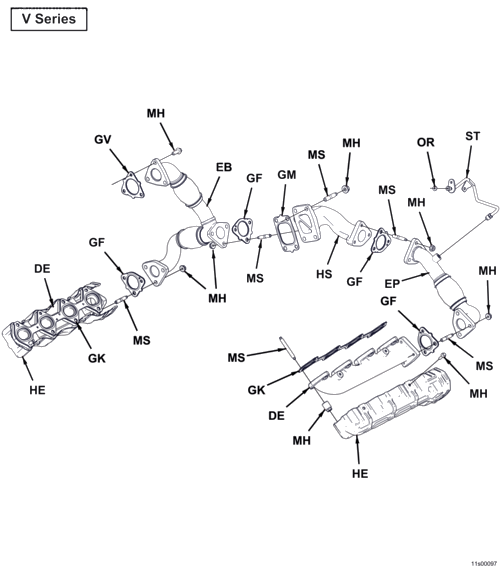 V Series
MH
GV
EB
GF
GM
MS
MH
OR
ST
MS
MH
GF
DE
MS
HS
GF
EP
MH
GF
MH
MS
GK
HE
MS
GK
DE
MH
HE
MS
MH
11s00097